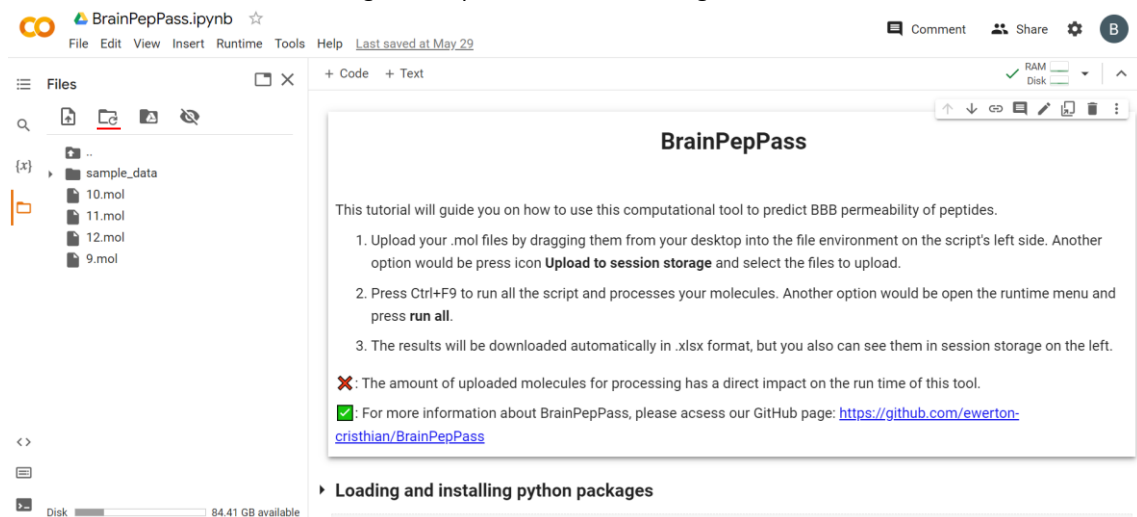 BrainPepPass.ipynb
File Edit View Insert Runtime Tools Help Last saved at May 29
Comment Share B
Files
+ Code + Text
RAM
Disk
..
{x}
sample_data
10.mol
11.mol
12.mol
9.mol
<>
Disk 84.41 GB available
BrainPepPass
This tutorial will guide you on how to use this computational tool to predict BBB permeability of peptides.
1. Upload your .mol files by dragging them from your desktop into the file environment on the script's left side. Another
option would be press icon Upload to session storage and select the files to upload.
2. Press Ctrl+F9 to run all the script and processes your molecules. Another option would be open the runtime menu and
press run all.
3. The results will be downloaded automatically in .xlsx format, but you also can see them in session storage on the left.
❌: The amount of uploaded molecules for processing has a direct impact on the run time of this tool.
✅: For more information about BrainPepPass, please acsess our GitHub page: https://github.com/ewerton-
cristhian/BrainPepPass
Loading and installing python packages